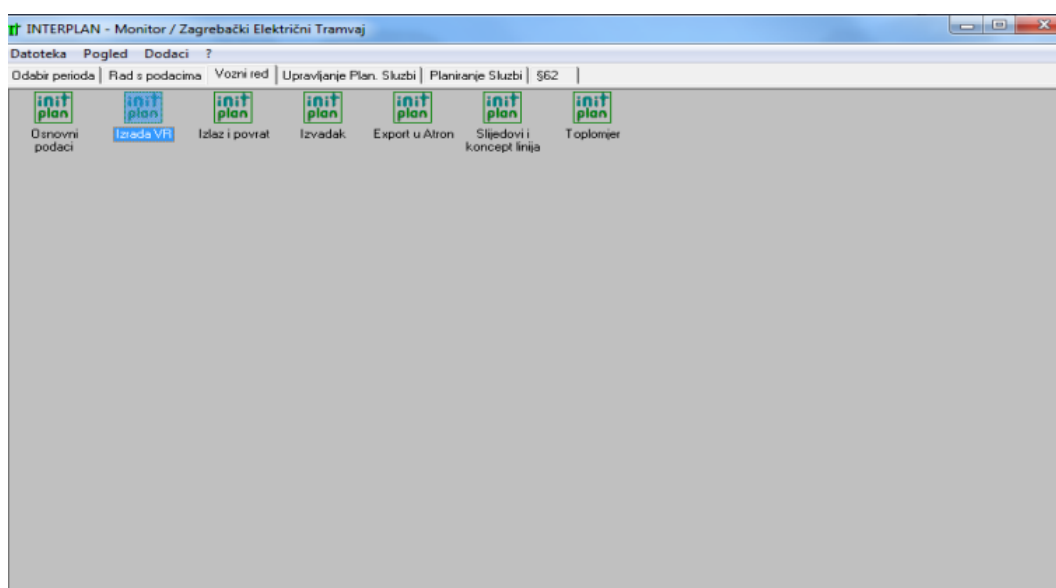 INTERPLAN - Monitor / Zagrebački Električni Tramvaj
Datoteka Pogled Dodaci ?
Odabir perioda Rad s podacima Vozni red Upravljanje Plan. Sluzbi Planiranje Sluzbi §62
init plan init plan init plan init plan init plan init plan init plan
Osnovni podaci
Izrada VR
Izlaz i povrat
Izvadak
Export u Atron
Slijedovi i koncept linija
Toplomjer